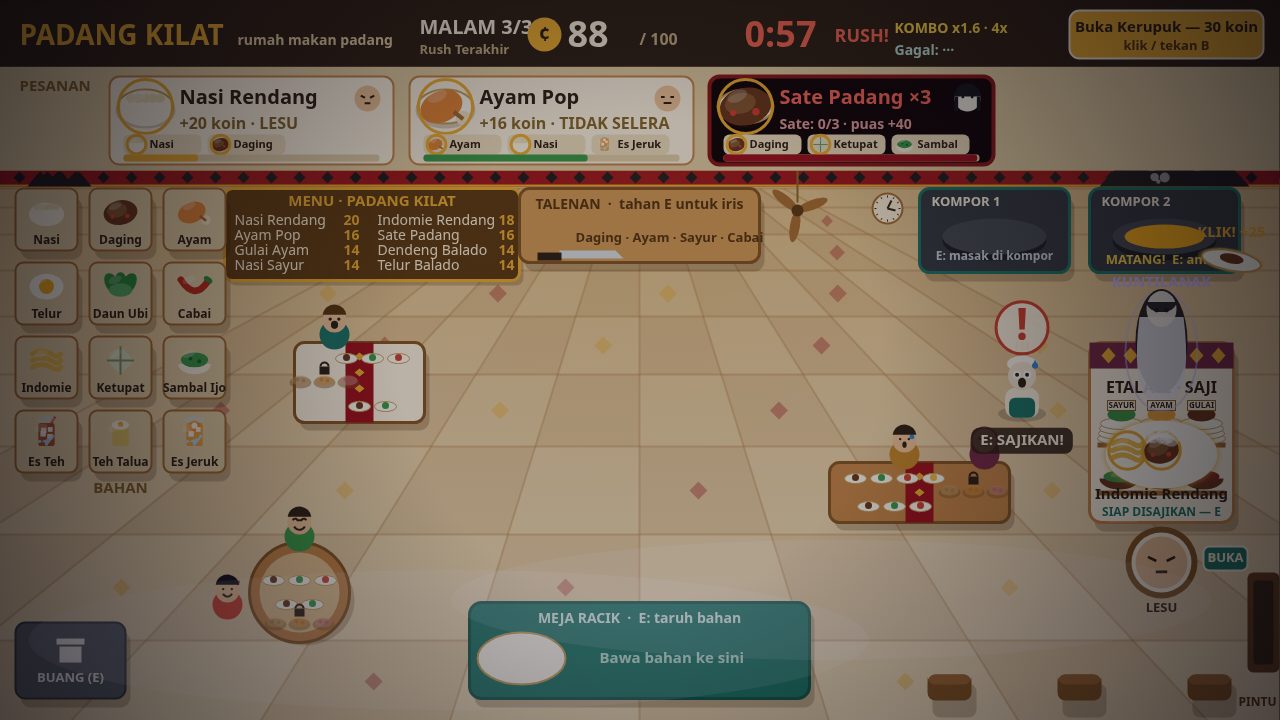 PADANG KILAT rumah makan padang
MALAM 3/3
Rush Terakhir
¢ 88 / 100
0:57 RUSH!
KOMBO x1.6 · 4x
Gagal: ···
Buka Kerupuk — 30 koin
klik / tekan B
PESANAN
Nasi Rendang
+20 koin · LESU
Nasi Daging
Ayam Pop
+16 koin · TIDAK SELERA
Ayam Nasi Es Jeruk
Sate Padang ×3
Sate: 0/3 · puas +40
Daging Ketupat Sambal
Nasi Daging Ayam
Telur Daun Ubi Cabai
Indomie Ketupat Sambal Ijo
Es Teh Teh Talua Es Jeruk
BAHAN
MENU · PADANG KILAT
Nasi Rendang 20 Indomie Rendang 18
Ayam Pop 16 Sate Padang 16
Gulai Ayam 14 Dendeng Balado 14
Nasi Sayur 14 Telur Balado 14
TALENAN · tahan E untuk iris
Daging · Ayam · Sayur · Cabai
KOMPOR 1
E: masak di kompor
KOMPOR 2
KLIK! +25
MATANG! E:
KUNTILANAK
!
E: SAJIKAN!
SAJI
SAYUR AYAM GULAI
Indomie Rendang
SIAP DISAJIKAN — E
BUKA
LESU
MEJA RACIK · E: taruh bahan
Bawa bahan ke sini
BUANG (E)
PINTU